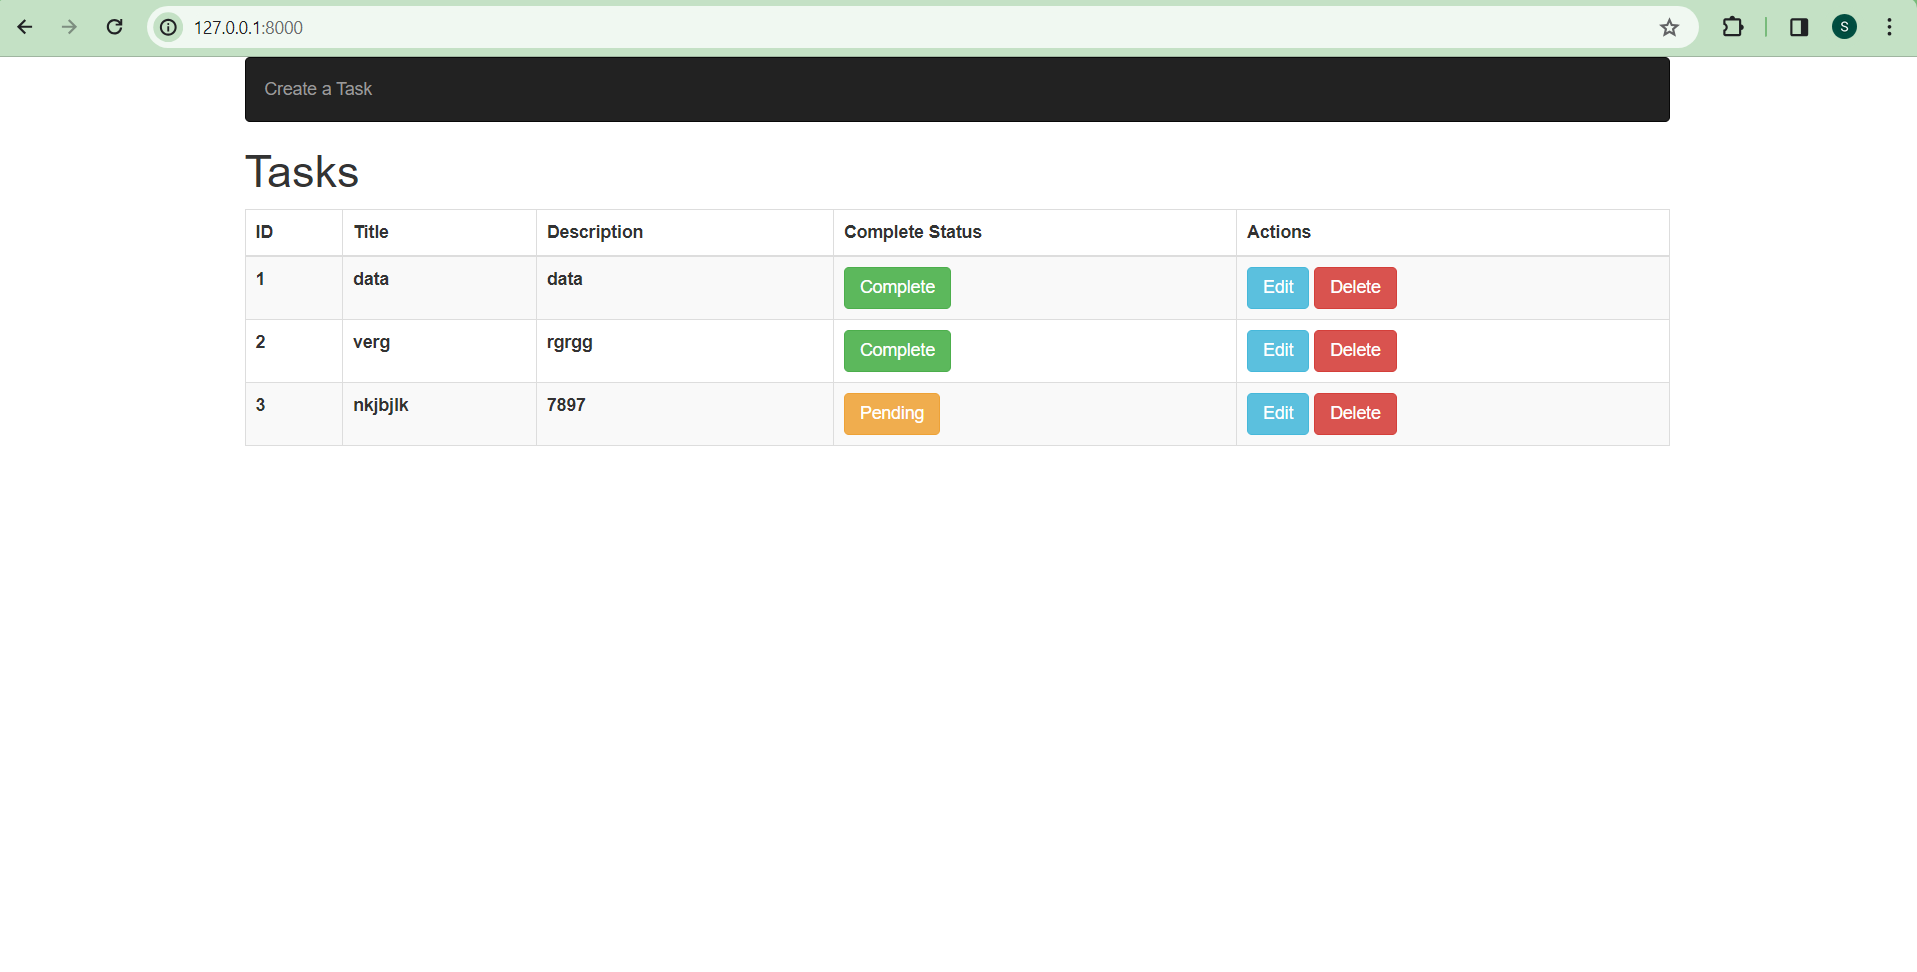 127.0.0.1:8000
S
Create a Task
Tasks
ID Title Description Complete Status Actions
1 data data Complete Edit Delete
2 verg rgrgg Complete Edit Delete
3 nkjbjlk 7897 Pending Edit Delete